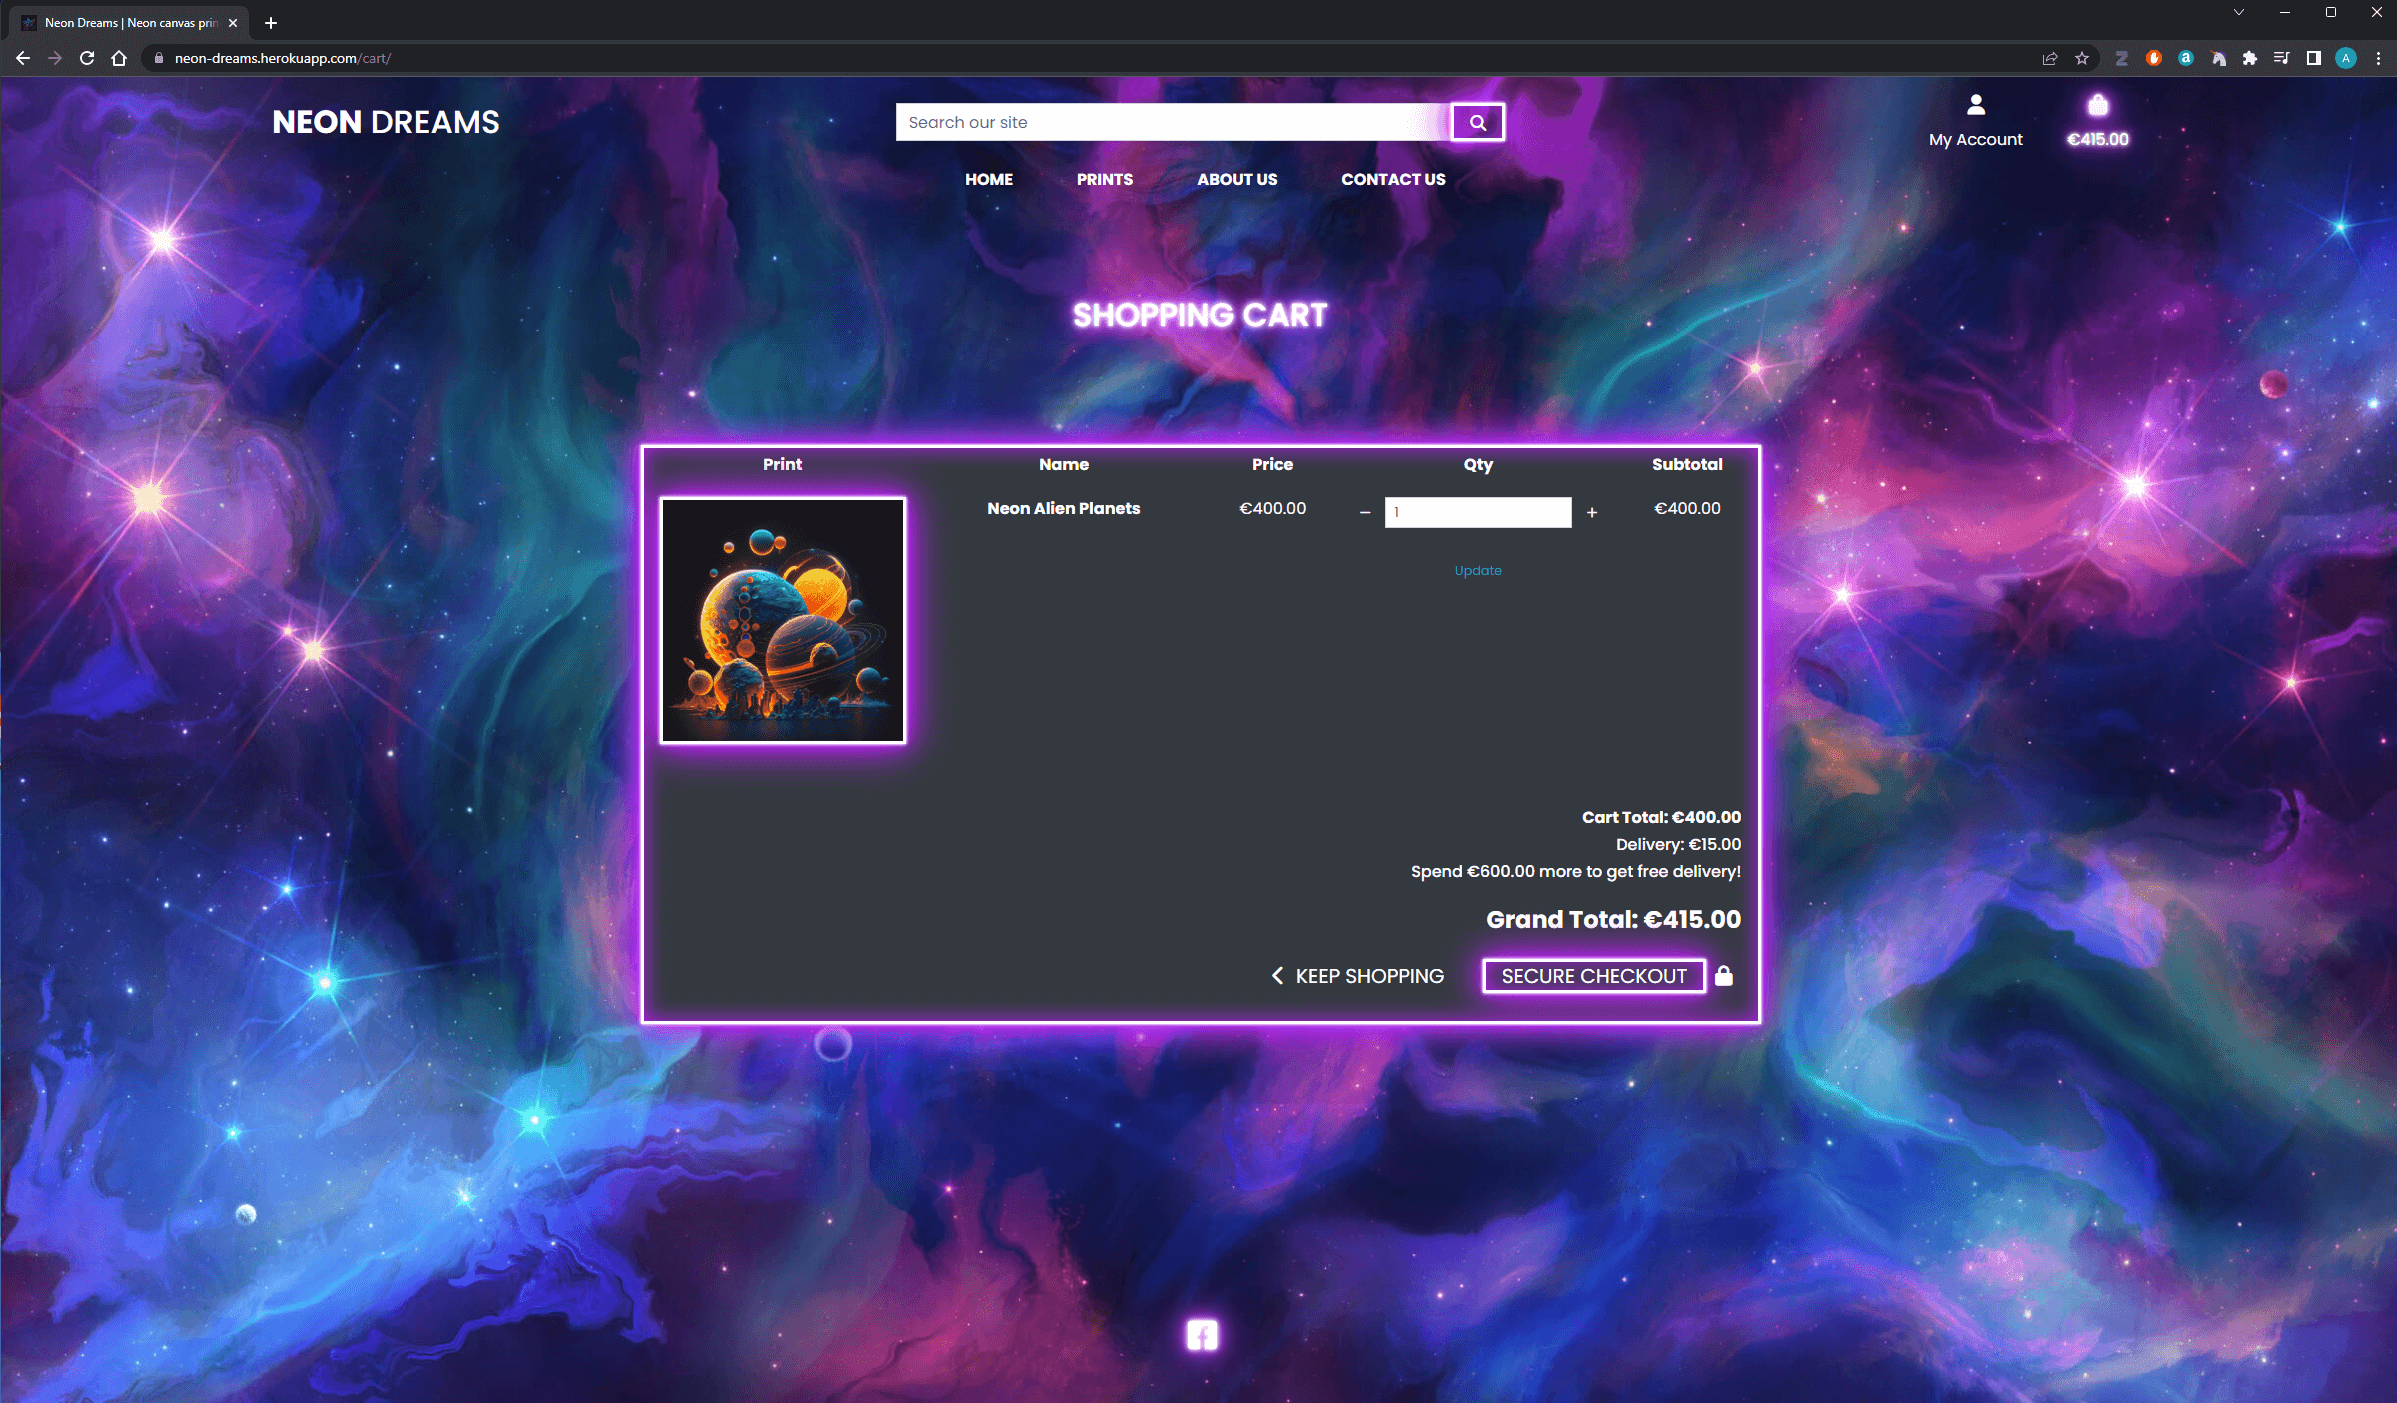 Neon Dreams | Neon canvas prin
neon-dreams.herokuapp.com/cart/
NEON DREAMS
Search our site
My Account
€415.00
HOME PRINTS ABOUT US CONTACT US
SHOPPING CART
Print Name Price Qty Subtotal
Neon Alien Planets €400.00 − 1 + €400.00
Update
Cart Total: €400.00
Delivery: €15.00
Spend €600.00 more to get free delivery!
Grand Total: €415.00
KEEP SHOPPING SECURE CHECKOUT